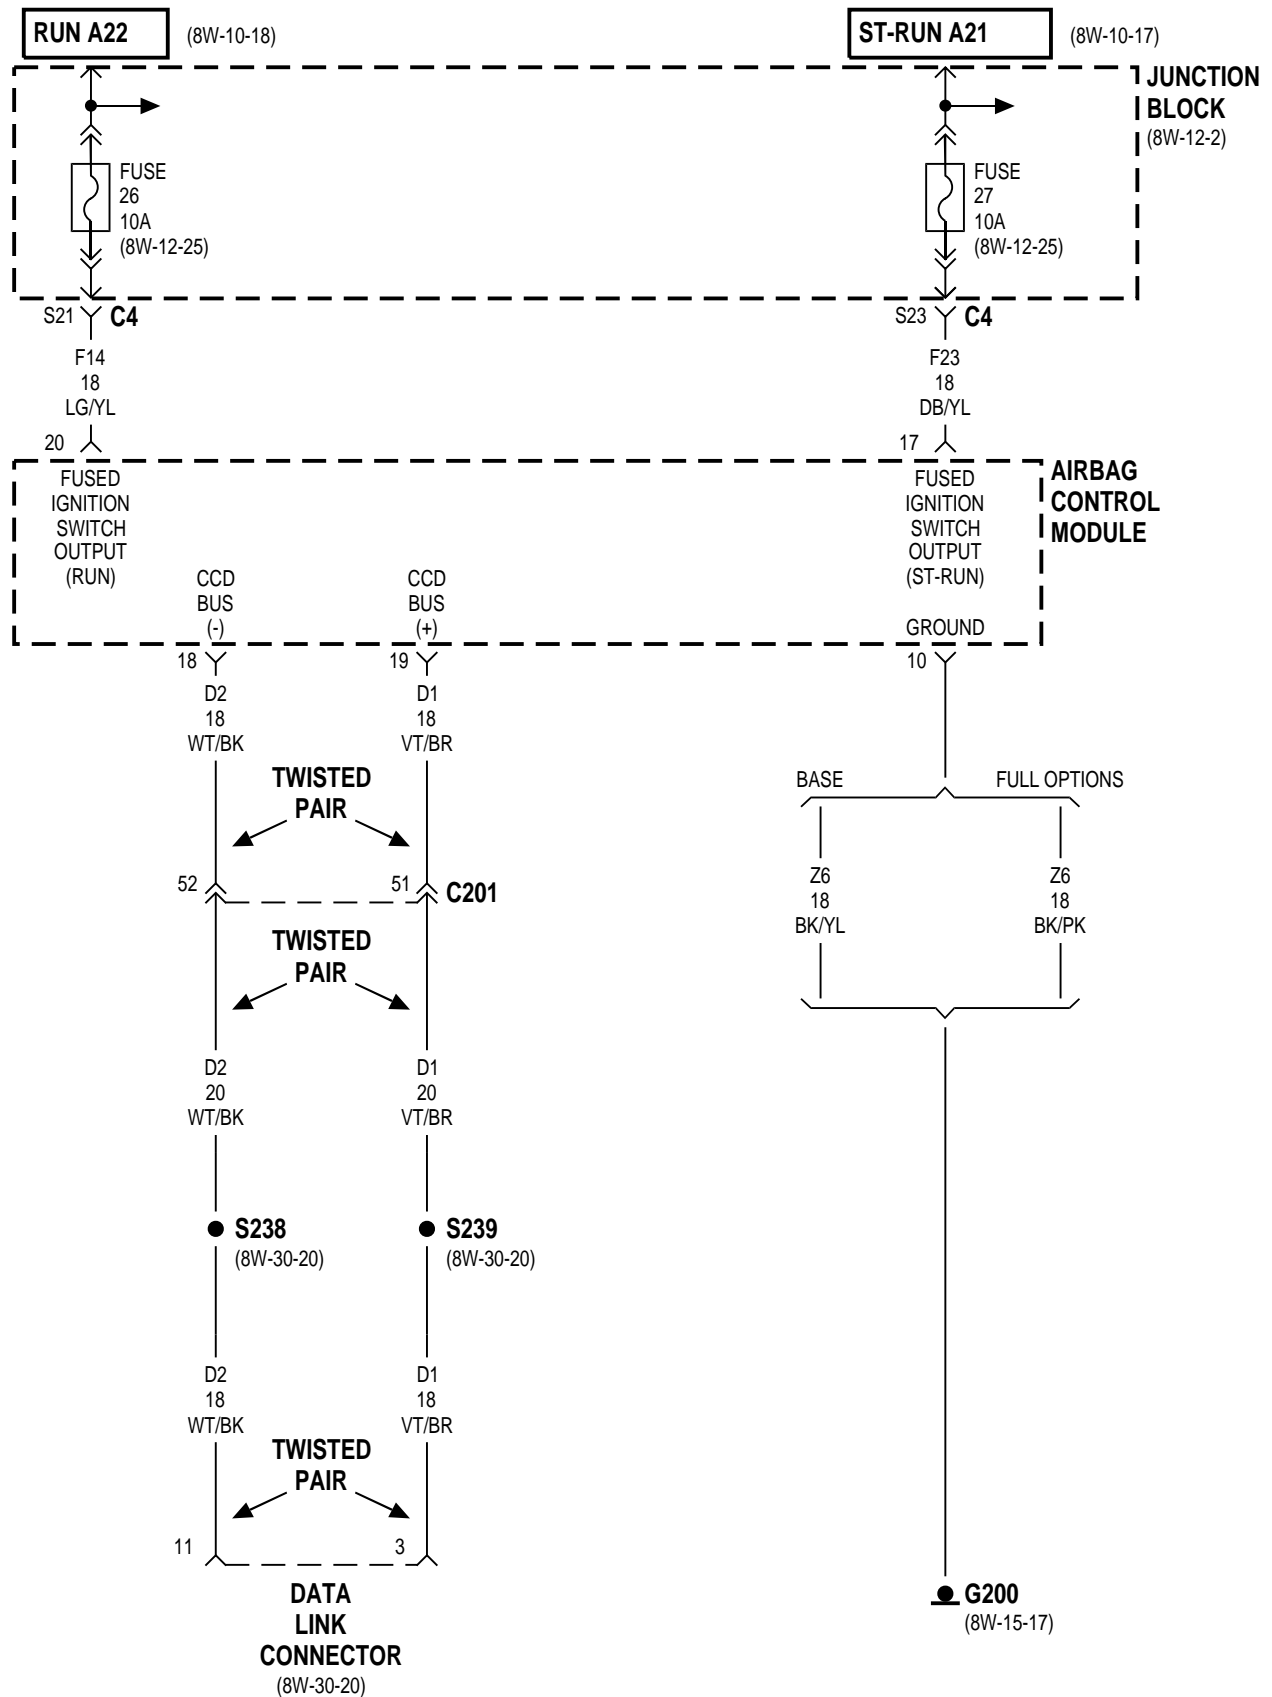 RUN A22
(8W-10-18)
ST-RUN A21
(8W-10-17)
JUNCTION
BLOCK
(8W-12-2)
FUSE
26
10A
(8W-12-25)
FUSE
27
10A
(8W-12-25)
S21
C4
S23
C4
F14
18
LG/YL
F23
18
DB/YL
20
17
FUSED
IGNITION
SWITCH
OUTPUT
(RUN)
FUSED
IGNITION
SWITCH
OUTPUT
(ST-RUN)
AIRBAG
CONTROL
MODULE
CCD
BUS
(-)
CCD
BUS
(+)
GROUND
18
19
10
D2
18
WT/BK
D1
18
VT/BR
TWISTED
PAIR
BASE
FULL OPTIONS
Z6
18
BK/YL
Z6
18
BK/PK
52
51
C201
TWISTED
PAIR
D2
20
WT/BK
D1
20
VT/BR
S238
(8W-30-20)
S239
(8W-30-20)
D2
18
WT/BK
D1
18
VT/BR
TWISTED
PAIR
11
3
DATA
LINK
CONNECTOR
(8W-30-20)
G200
(8W-15-17)